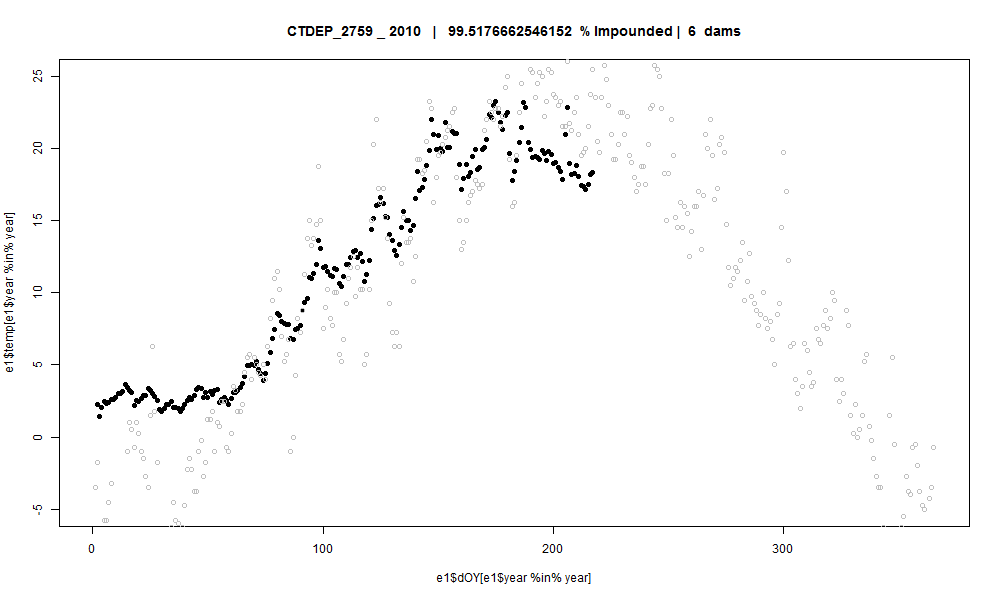 CTDEP_2759 _ 2010 | 99.5176662546152 % Impounded | 6 dams
e1$temp[e1$year %in% year]
25
20
15
10
5
0
-5
0 100 200 300
e1$dOY[e1$year %in% year]